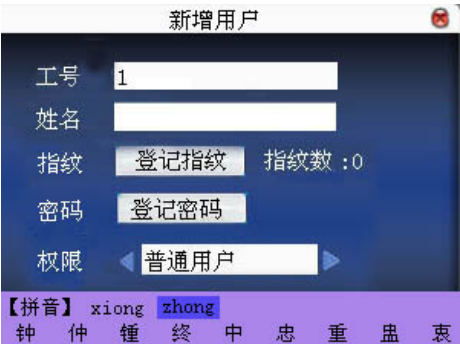 新增用户
工号 1
姓名
指纹 登记指纹 指纹数:0
密码 登记密码
权限 普通用户
【拼音】 xiong zhong
钟 仲 锺 终 中 忠 重 蛊 衷